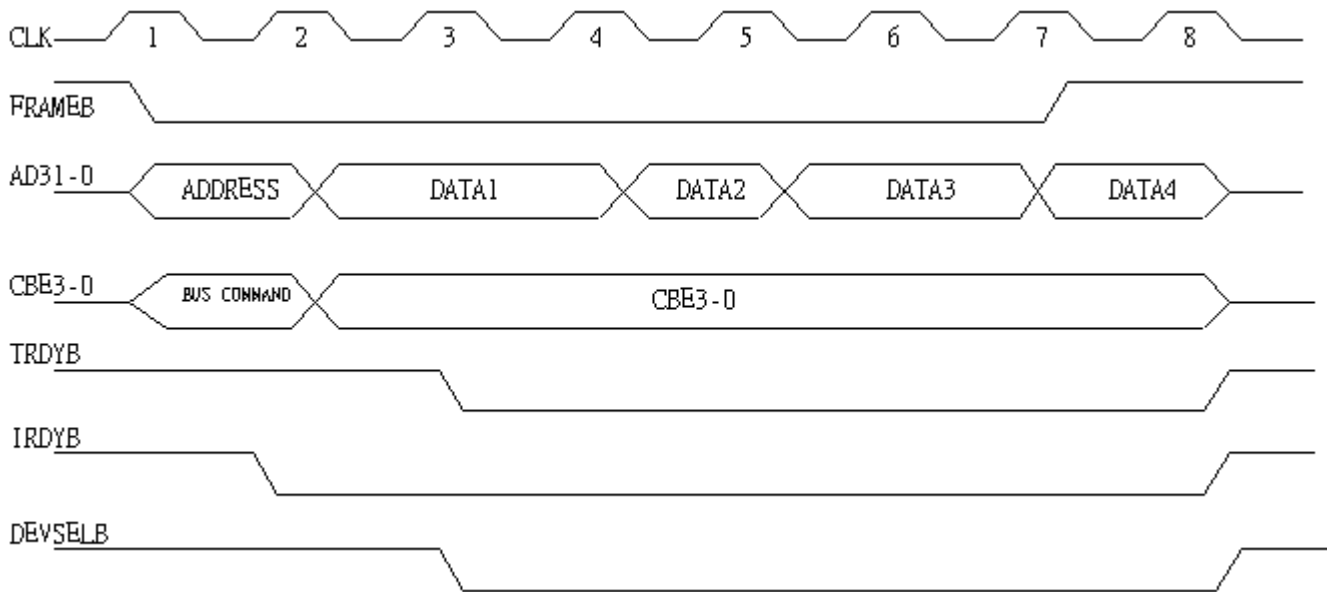 CLK 1 2 3 4 5 6 7 8
FRAMEB
AD31-0 ADDRESS DATA1 DATA2 DATA3 DATA4
CBE3-0 BUS COMMAND CBE3-0
TRDYB
IRDYB
DEVSELB